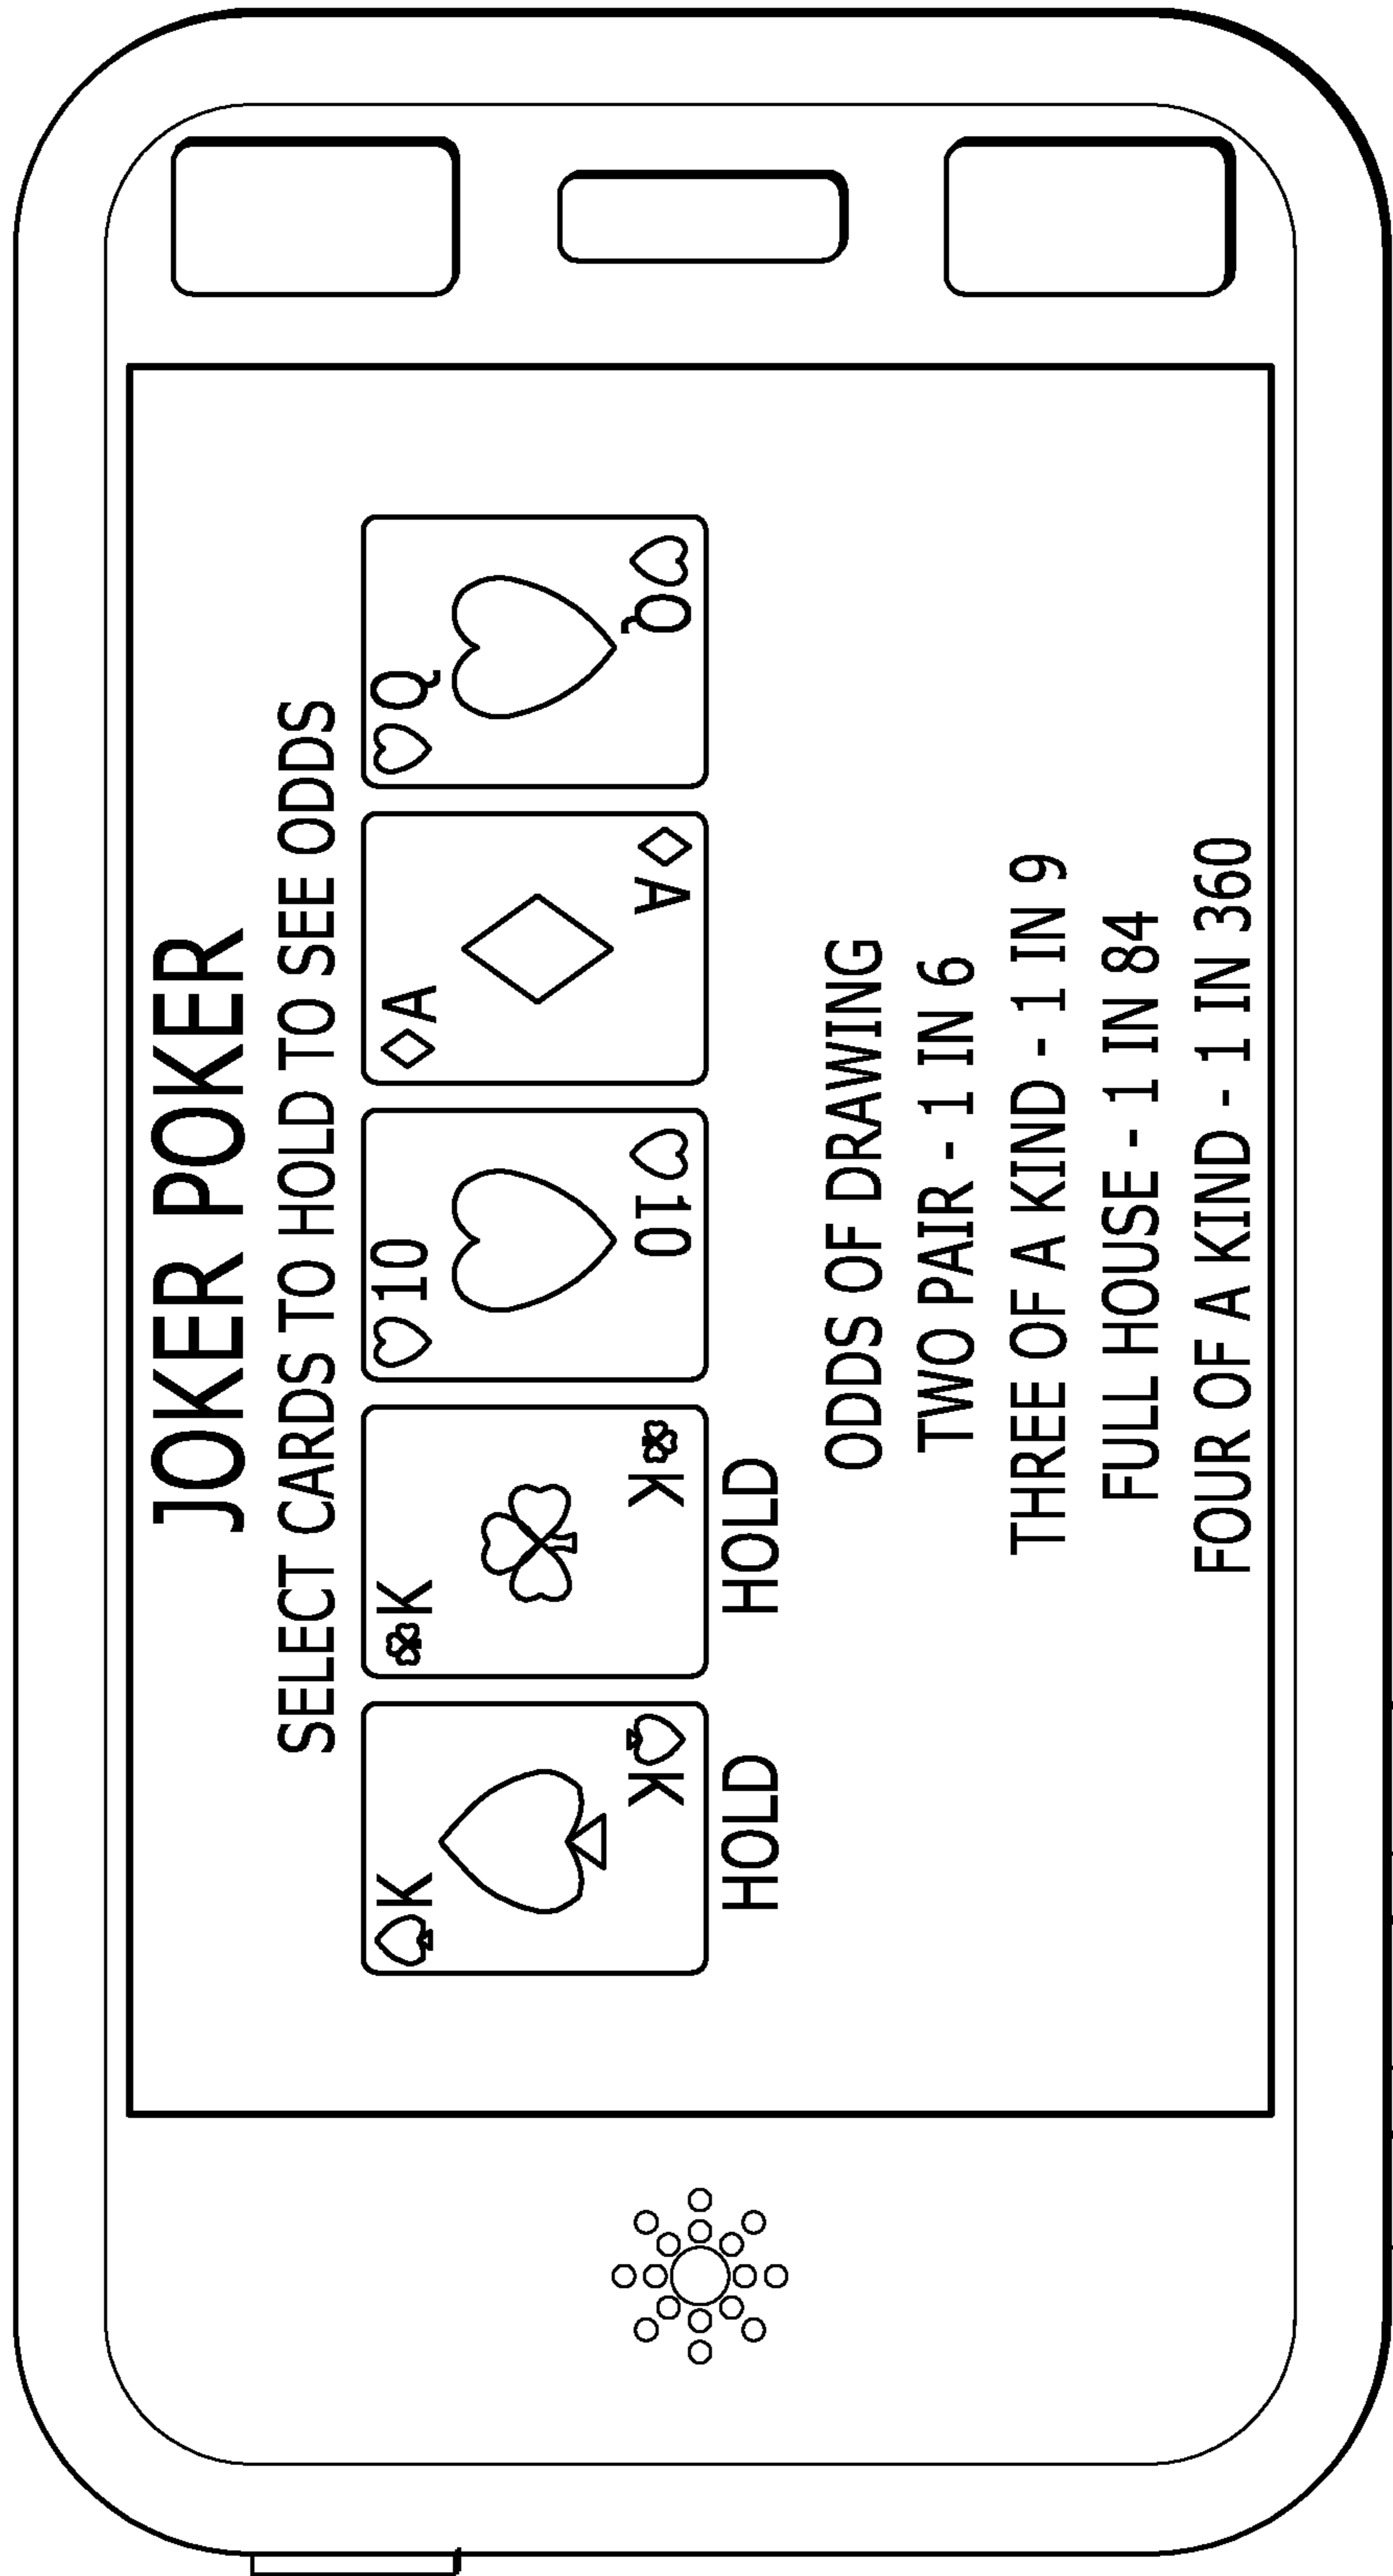 JOKER POKER
SELECT CARDS TO HOLD TO SEE ODDS
K K 10 A Q
K K 10 A Q
HOLD HOLD
ODDS OF DRAWING
TWO PAIR - 1 IN 6
THREE OF A KIND - 1 IN 9
FULL HOUSE - 1 IN 84
FOUR OF A KIND - 1 IN 360